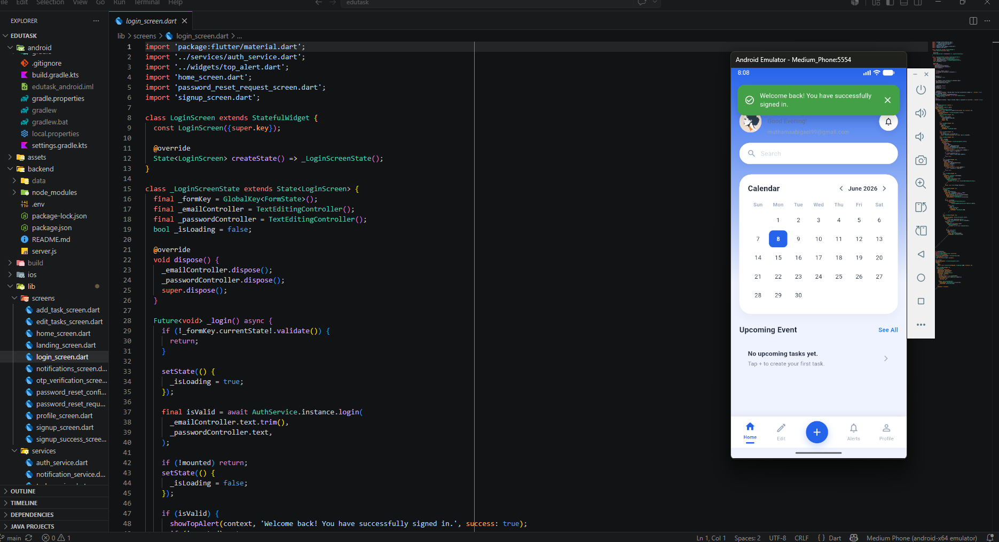 File Edit Selection View Go Run Terminal Help
edutask
EXPLORER
EDUTASK
android
.gitignore
build.gradle.kts
edutask_android.iml
gradle.properties
gradlew
gradlew.bat
local.properties
settings.gradle.kts
assets
backend
data
node_modules
.env
package-lock.json
package.json
README.md
server.js
build
ios
lib
screens
add_task_screen.dart
edit_tasks_screen.dart
home_screen.dart
landing_screen.dart
login_screen.dart
notifications_screen.d...
otp_verification_scree...
password_reset_confi...
password_reset_requ...
profile_screen.dart
signup_screen.dart
signup_success_scree...
services
auth_service.dart
notification_service.d...
OUTLINE
TIMELINE
DEPENDENCIES
JAVA PROJECTS
login_screen.dart
lib > screens > login_screen.dart > ...
1 import 'package:flutter/material.dart';
2 import '../services/auth_service.dart';
3 import '../widgets/top_alert.dart';
4 import 'home_screen.dart';
5 import 'password_reset_request_screen.dart';
6 import 'signup_screen.dart';
7
8 class LoginScreen extends StatefulWidget {
9 const LoginScreen({super.key});
10
11 @override
12 State<LoginScreen> createState() => _LoginScreenState();
13 }
14
15 class _LoginScreenState extends State<LoginScreen> {
16 final _formKey = GlobalKey<FormState>();
17 final _emailController = TextEditingController();
18 final _passwordController = TextEditingController();
19 bool _isLoading = false;
20
21 @override
22 void dispose() {
23 _emailController.dispose();
24 _passwordController.dispose();
25 super.dispose();
26 }
27
28 Future<void> _login() async {
29 if (!_formKey.currentState!.validate()) {
30 return;
31 }
32
33 setState(() {
34 _isLoading = true;
35 });
36
37 final isValid = await AuthService.instance.login(
38 _emailController.text.trim(),
39 _passwordController.text,
40 );
41
42 if (!mounted) return;
43 setState(() {
44 _isLoading = false;
45 });
46
47 if (isValid) {
48 showTopAlert(context, 'Welcome back! You have successfully signed in.', success: true);
Android Emulator - Medium_Phone:5554
8:08
Welcome back! You have successfully
signed in.
Good Evening!
muthamaabigael99@gmail.com
Search
Calendar
June 2026
Sun Mon Tue Wed Thu Fri Sat
1 2 3 4 5 6
7 8 9 10 11 12 13
14 15 16 17 18 19 20
21 22 23 24 25 26 27
28 29 30
Upcoming Event
See All
No upcoming tasks yet.
Tap + to create your first task.
Home Edit Alerts Profile
main 0 1
Ln 1, Col 1 Spaces: 2 UTF-8 CRLF { } Dart Medium Phone (android-x64 emulator)